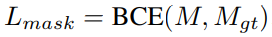 L_{mask} = BCE(M, M_{gt})